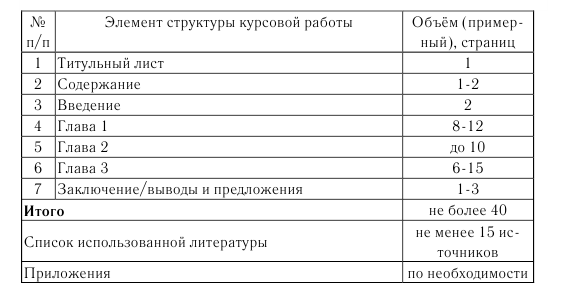 № п/п Элемент структуры курсовой работы Объём (пример-
ный), страниц
1 Титульный лист 1
2 Содержание 1-2
3 Введение 2
4 Глава 1 8-12
5 Глава 2 до 10
6 Глава 3 6-15
7 Заключение/выводы и предложения 1-3
Итого не более 40
Список использованной литературы не менее 15 ис-
точников
Приложения по необходимости